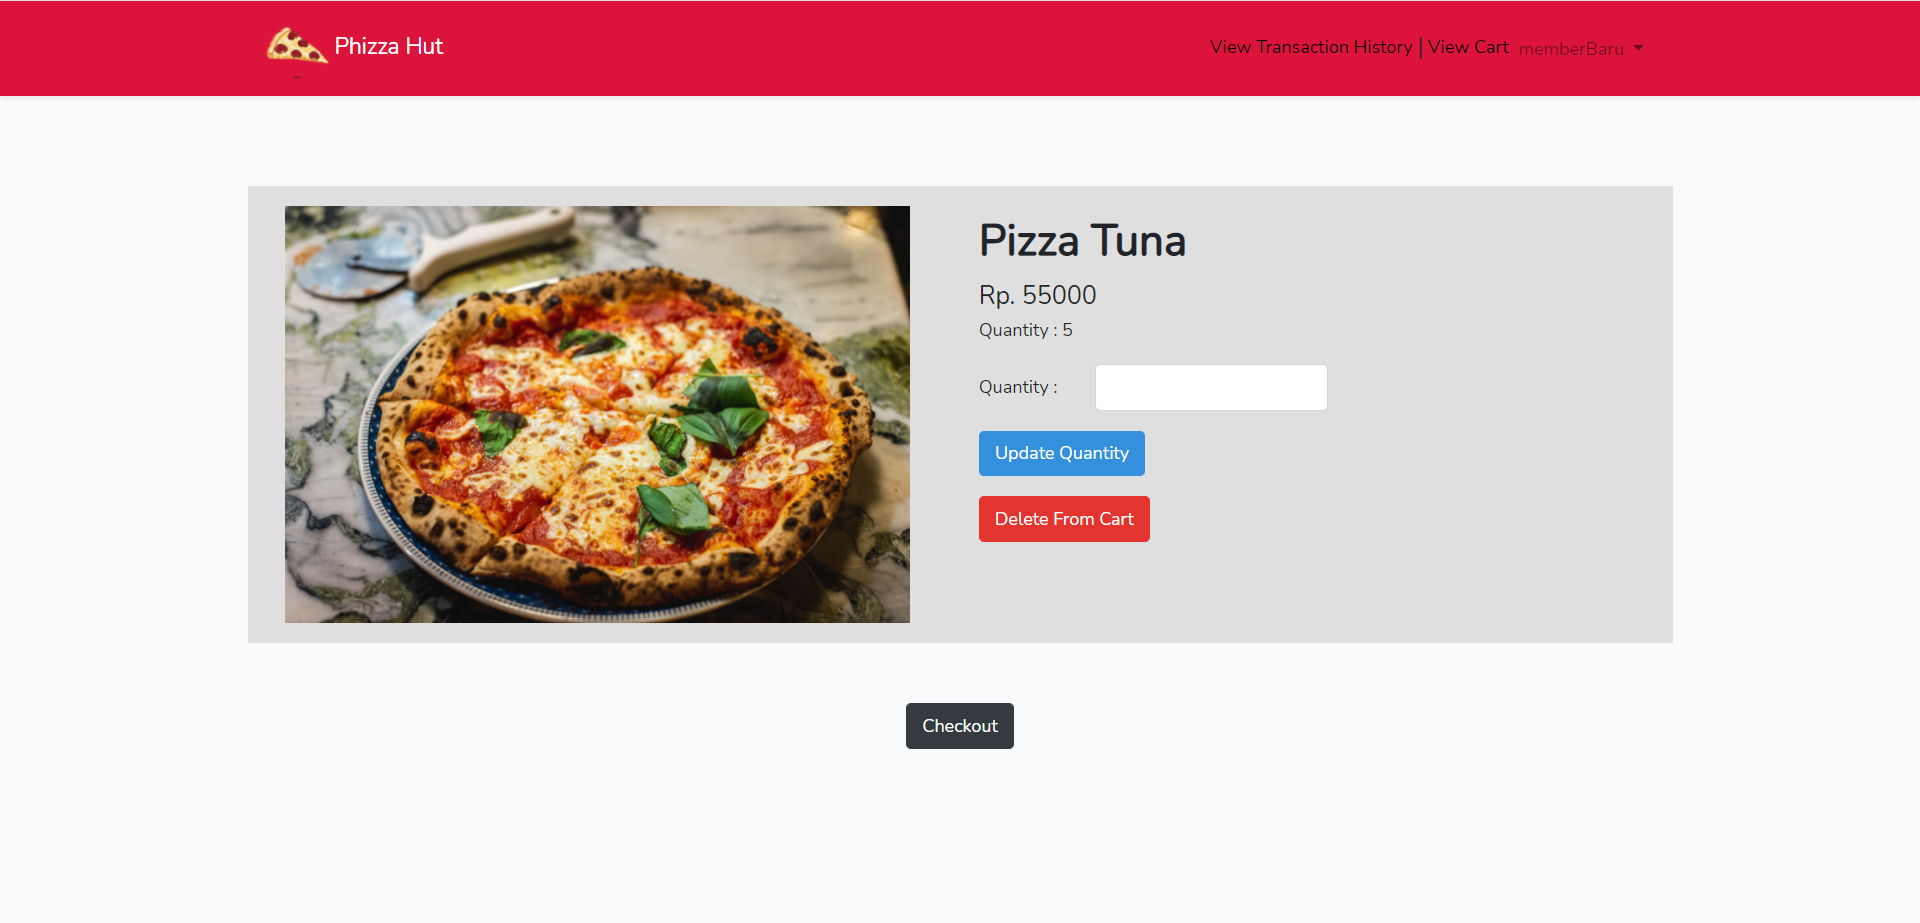 Phizza Hut
View Transaction History | View Cart memberBaru
Pizza Tuna
Rp. 55000
Quantity : 5
Quantity :
Update Quantity
Delete From Cart
Checkout